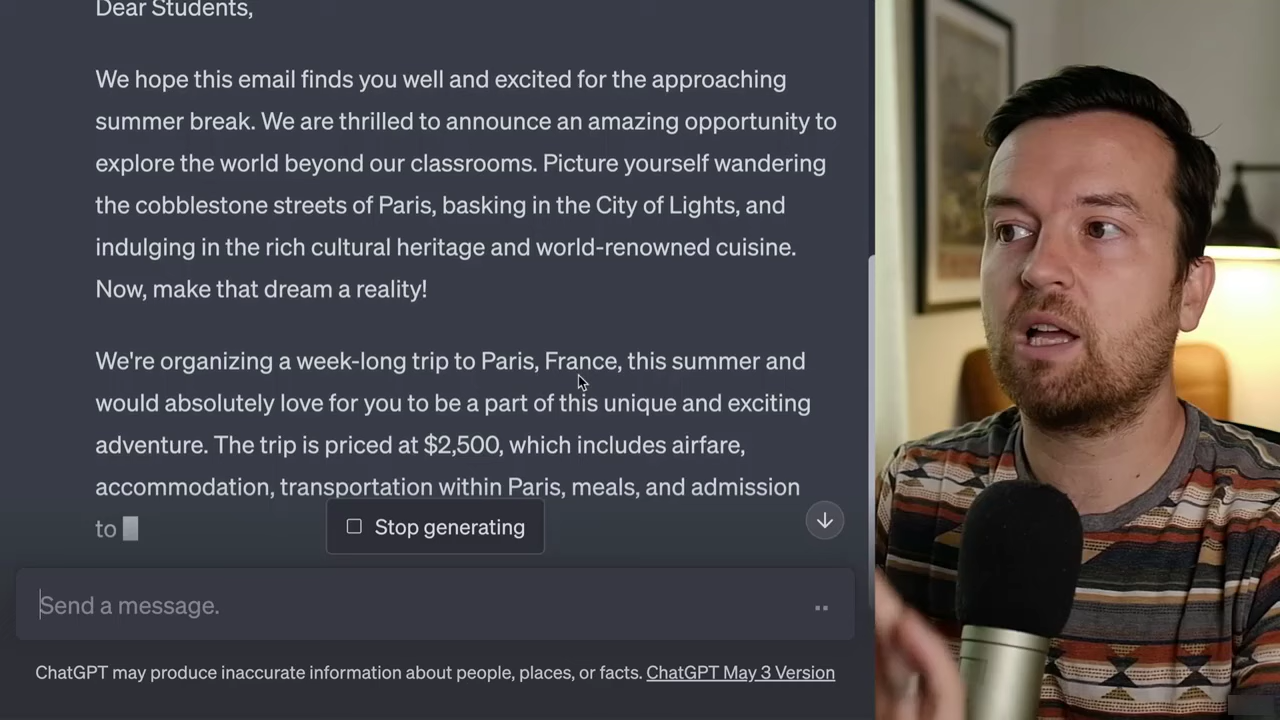 Dear Students,
We hope this email finds you well and excited for the approaching
summer break. We are thrilled to announce an amazing opportunity to
explore the world beyond our classrooms. Picture yourself wandering
the cobblestone streets of Paris, basking in the City of Lights, and
indulging in the rich cultural heritage and world-renowned cuisine.
Now, make that dream a reality!
We're organizing a week-long trip to Paris, France, this summer and
would absolutely love for you to be a part of this unique and exciting
adventure. The trip is priced at $2,500, which includes airfare,
accommodation, transportation within Paris, meals, and admission
to
Stop generating
Send a message.
ChatGPT may produce inaccurate information about people, places, or facts. ChatGPT May 3 Version